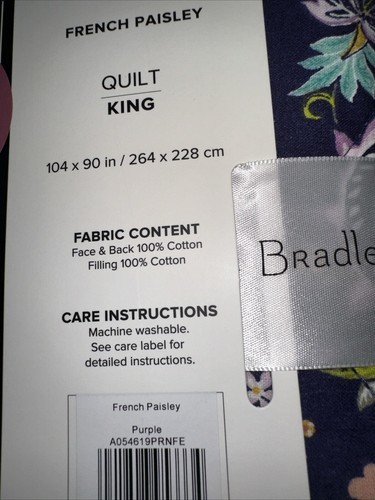 FRENCH PAISLEY
QUILT
KING
104 x 90 in / 264 x 228 cm
FABRIC CONTENT
Face & Back 100% Cotton
Filling 100% Cotton
CARE INSTRUCTIONS
Machine washable.
See care label for
detailed instructions.
French Paisley
Purple
A054619PRNFE
Bradle